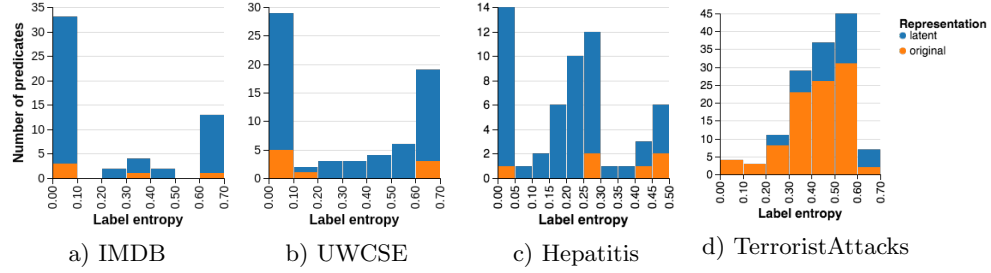 Number of predicates
35
30
25
20
15
10
5
0
0.00 0.10 0.20 0.30 0.40 0.50 0.60 0.70
Label entropy
a) IMDB
35
30
25
20
15
10
5
0
0.00 0.10 0.20 0.30 0.40 0.50 0.60 0.70
Label entropy
b) UWCSE
14
12
10
8
6
4
2
0
0.00 0.05 0.10 0.15 0.20 0.25 0.30 0.35 0.40 0.45 0.50
Label entropy
c) Hepatitis
45
40
35
30
25
20
15
10
5
0
0.00 0.10 0.20 0.30 0.40 0.50 0.60 0.70
Label entropy
d) TerroristAttacks
Representation
latent
original